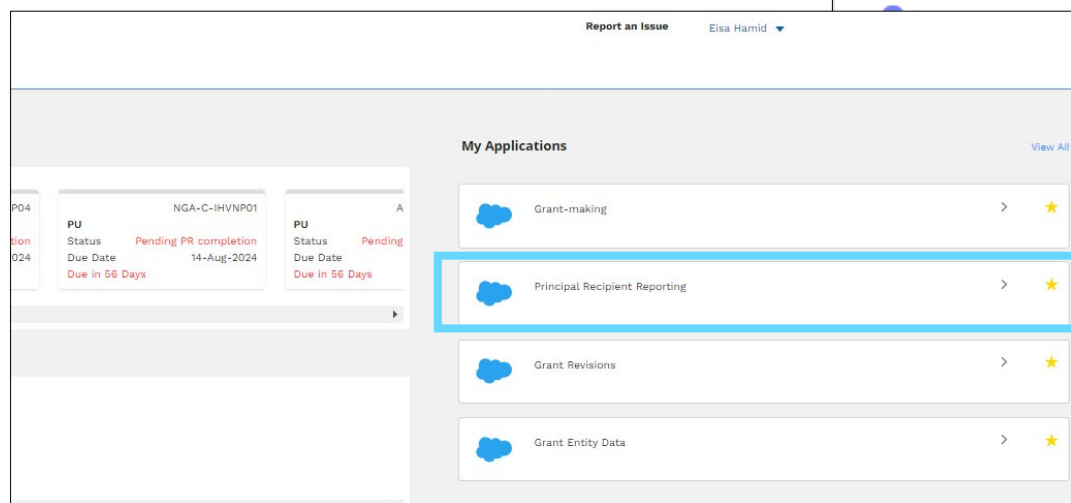 Report an Issue
Eisa Hamid
My Applications
View All
P04
tion
024
NGA-C-IHVNP01
PU
Status Pending PR completion
Due Date 14-Aug-2024
Due in 56 Days
A
PU
Status Pending
Due Date
Due in 56 Days
Grant-making
Principal Recipient Reporting
Grant Revisions
Grant Entity Data